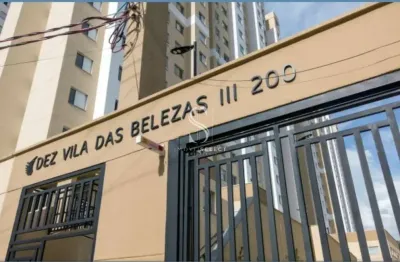 DEZ VILA DAS BELEZAS III 200